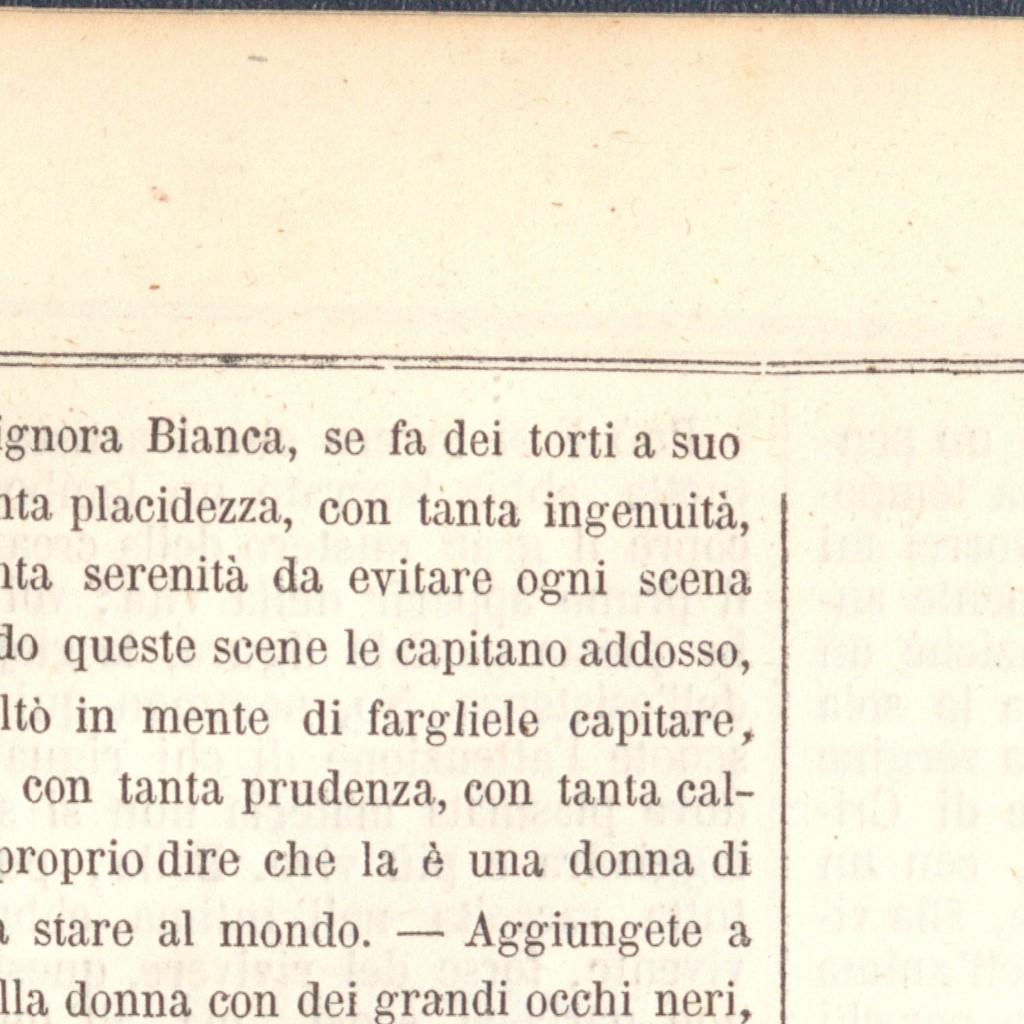 ignora Bianca, se fa dei torti a suo
nta placidezza, con tanta ingenuità,
nta serenità da evitare ogni scena
do queste scene le capitano addosso,
ltò in mente di fargliele capitare,
con tanta prudenza, con tanta cal-
proprio dire che la è una donna di
a stare al mondo. — Aggiungete a
lla donna con dei grandi occhi neri,